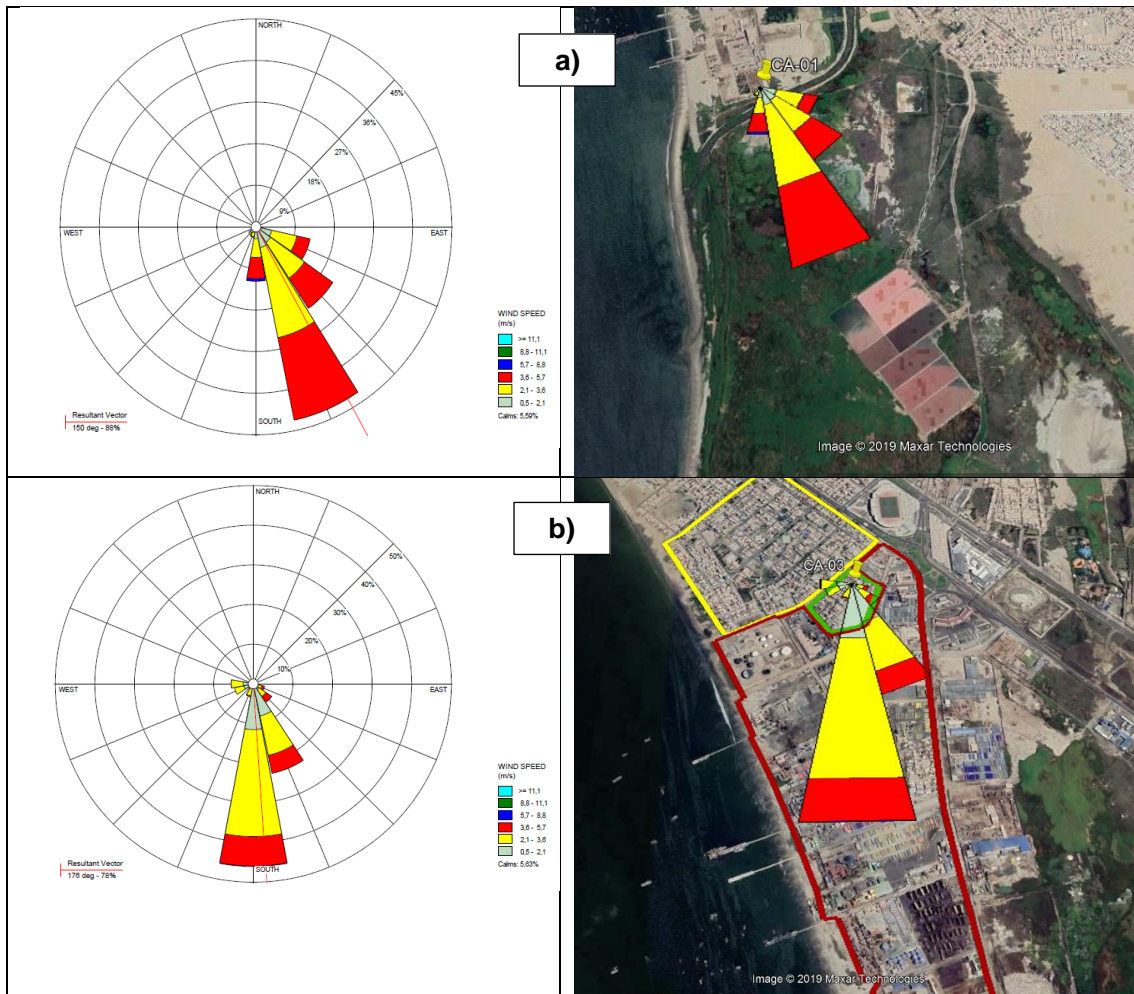 a)
NORTH
45%
36%
27%
18%
9%
WEST
EAST
SOUTH
WIND SPEED
(m/s)
>= 11,1
8,8 - 11,1
5,7 - 8,8
3,6 - 5,7
2,1 - 3,6
0,5 - 2,1
Calms: 5,59%
Resultant Vector
150 deg - 88%
CA-01
Image © 2019 Maxar Technologies
b)
NORTH
50%
40%
30%
20%
10%
WEST
EAST
SOUTH
WIND SPEED
(m/s)
>= 11,1
8,8 - 11,1
5,7 - 8,8
3,6 - 5,7
2,1 - 3,6
0,5 - 2,1
Calms: 5,63%
Resultant Vector
176 deg - 78%
CA-03
Image © 2019 Maxar Technologies